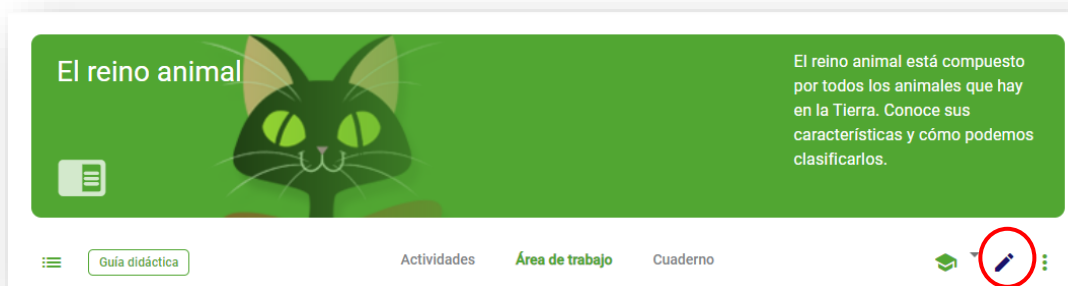 El reino animal
El reino animal está compuesto
por todos los animales que hay
en la Tierra. Conoce sus
características y cómo podemos
clasificarlos.
Guía didáctica
Actividades
Área de trabajo
Cuaderno